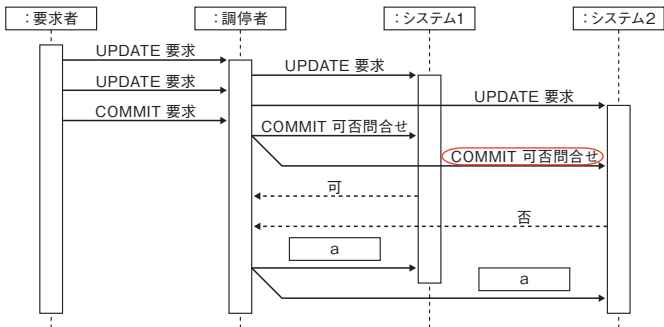 ：要求者
：調停者
：システム1
：システム2
UPDATE 要求
UPDATE 要求
UPDATE 要求
UPDATE 要求
COMMIT 要求
COMMIT 可否問合せ
COMMIT 可否問合せ
可
否
a
a